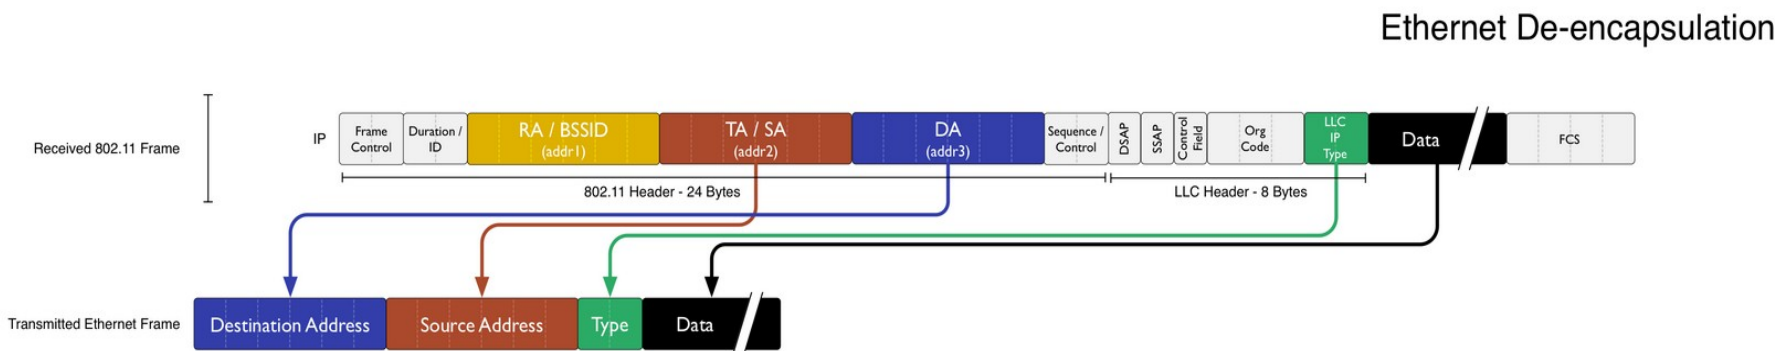 Ethernet De-encapsulation
Received 802.11 Frame
IP
Frame
Control
Duration /
ID
RA / BSSID
(addr1)
TA / SA
(addr2)
DA
(addr3)
Sequence /
Control
DSAP
SSAP
Control
Field
Org
Code
LLC
IP
Type
Data
FCS
802.11 Header - 24 Bytes
LLC Header - 8 Bytes
Transmitted Ethernet Frame
Destination Address
Source Address
Type
Data